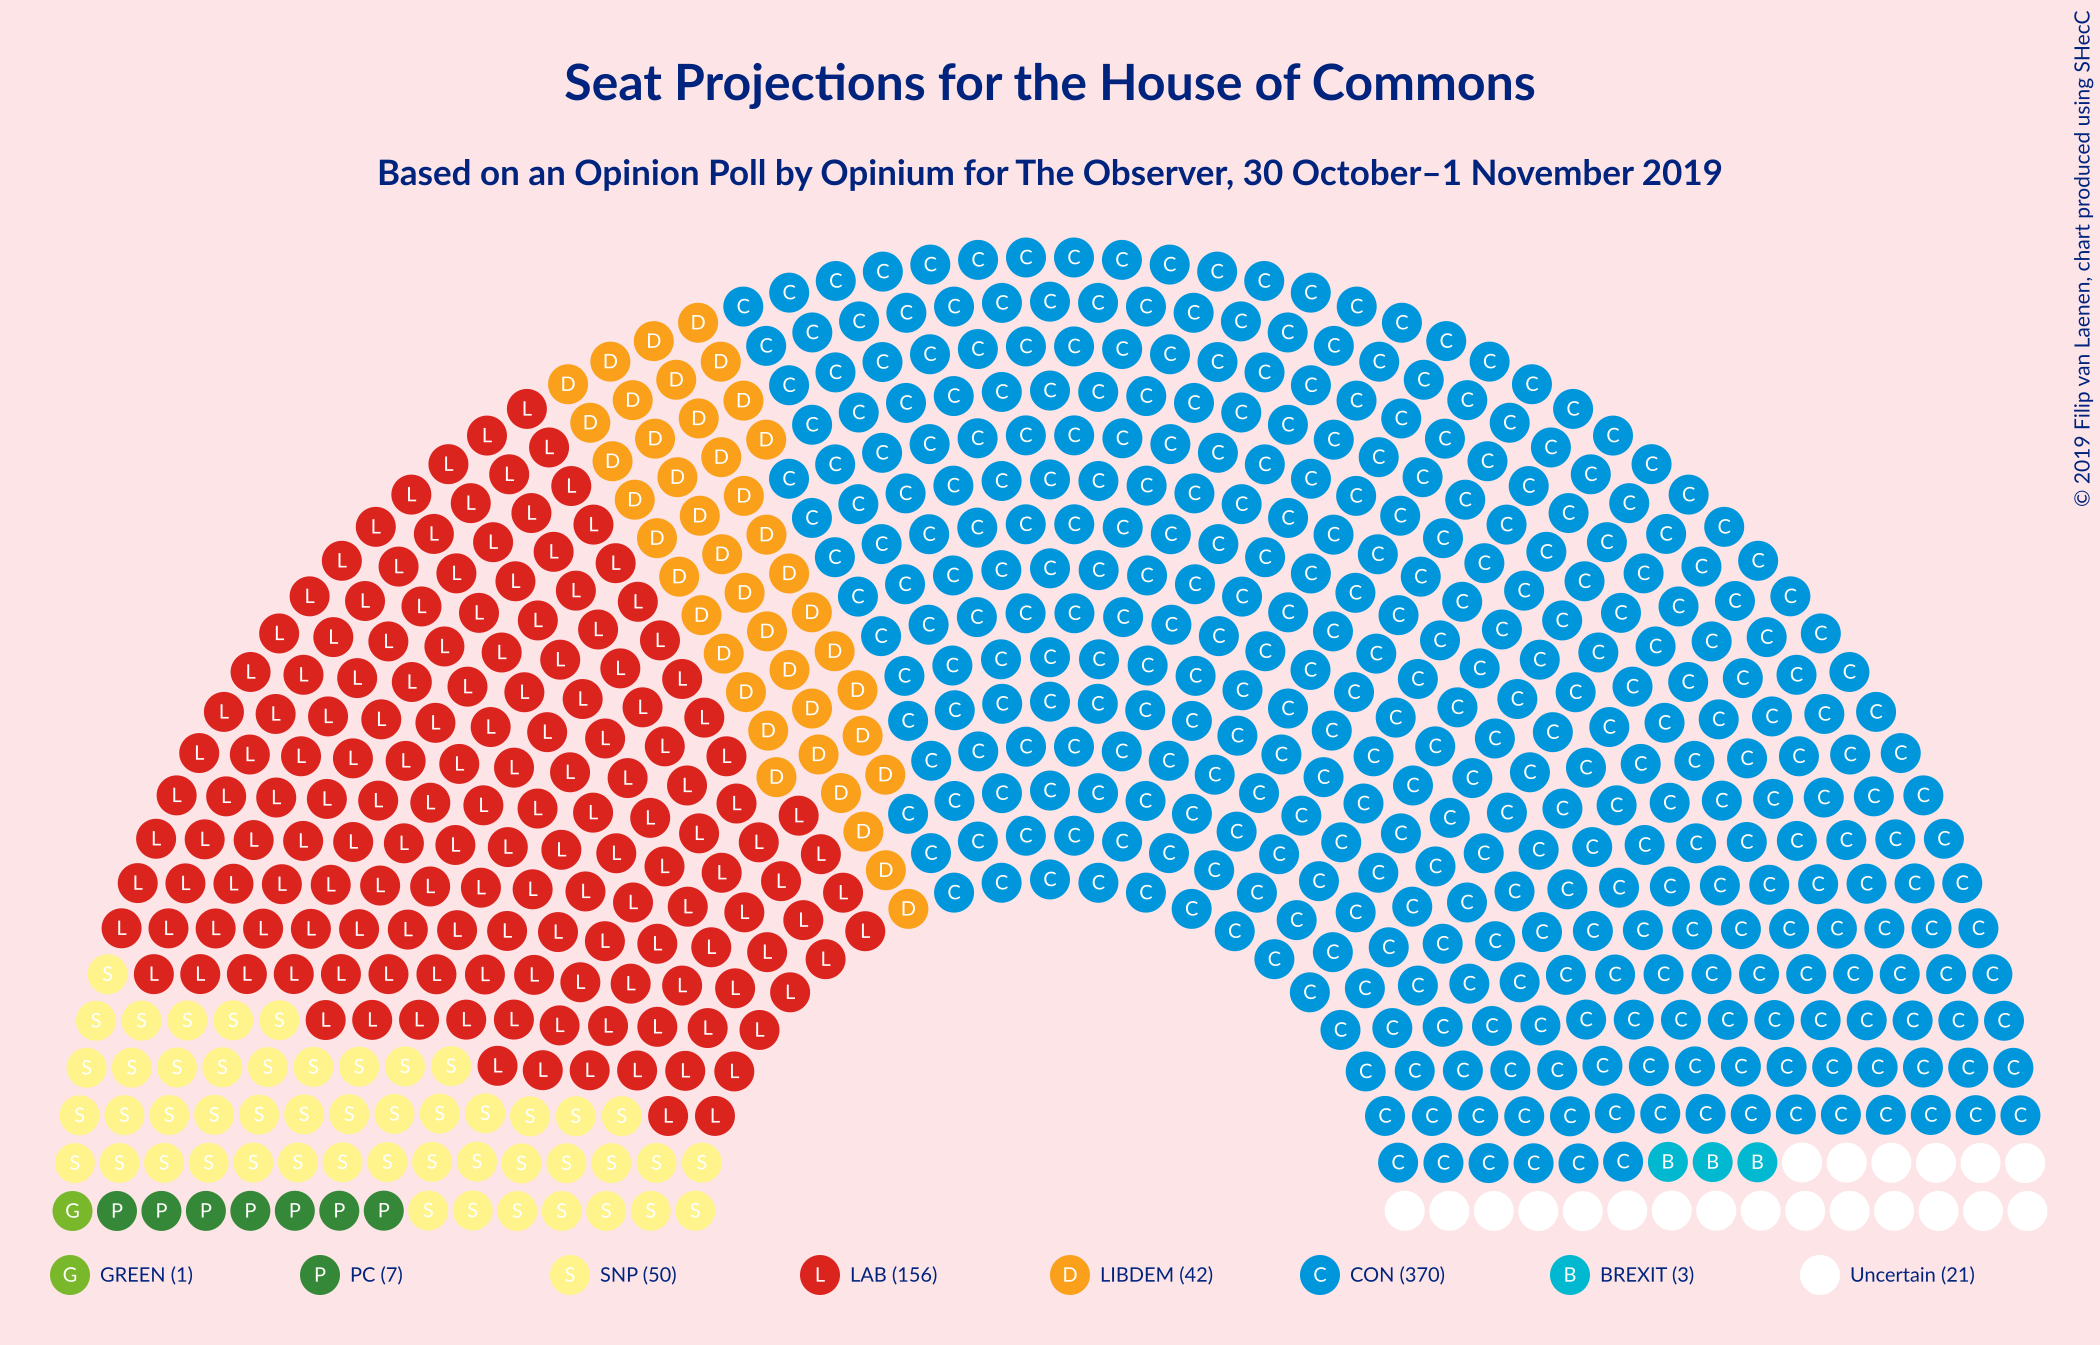 Seat Projections for the House of Commons
Based on an Opinion Poll by Opinium for The Observer, 30 October–1 November 2019
© 2019 Filip van Laenen, chart produced using SHecC
G GREEN (1) P PC (7) S SNP (50) L LAB (156) D LIBDEM (42) C CON (370) B BREXIT (3) Uncertain (21)